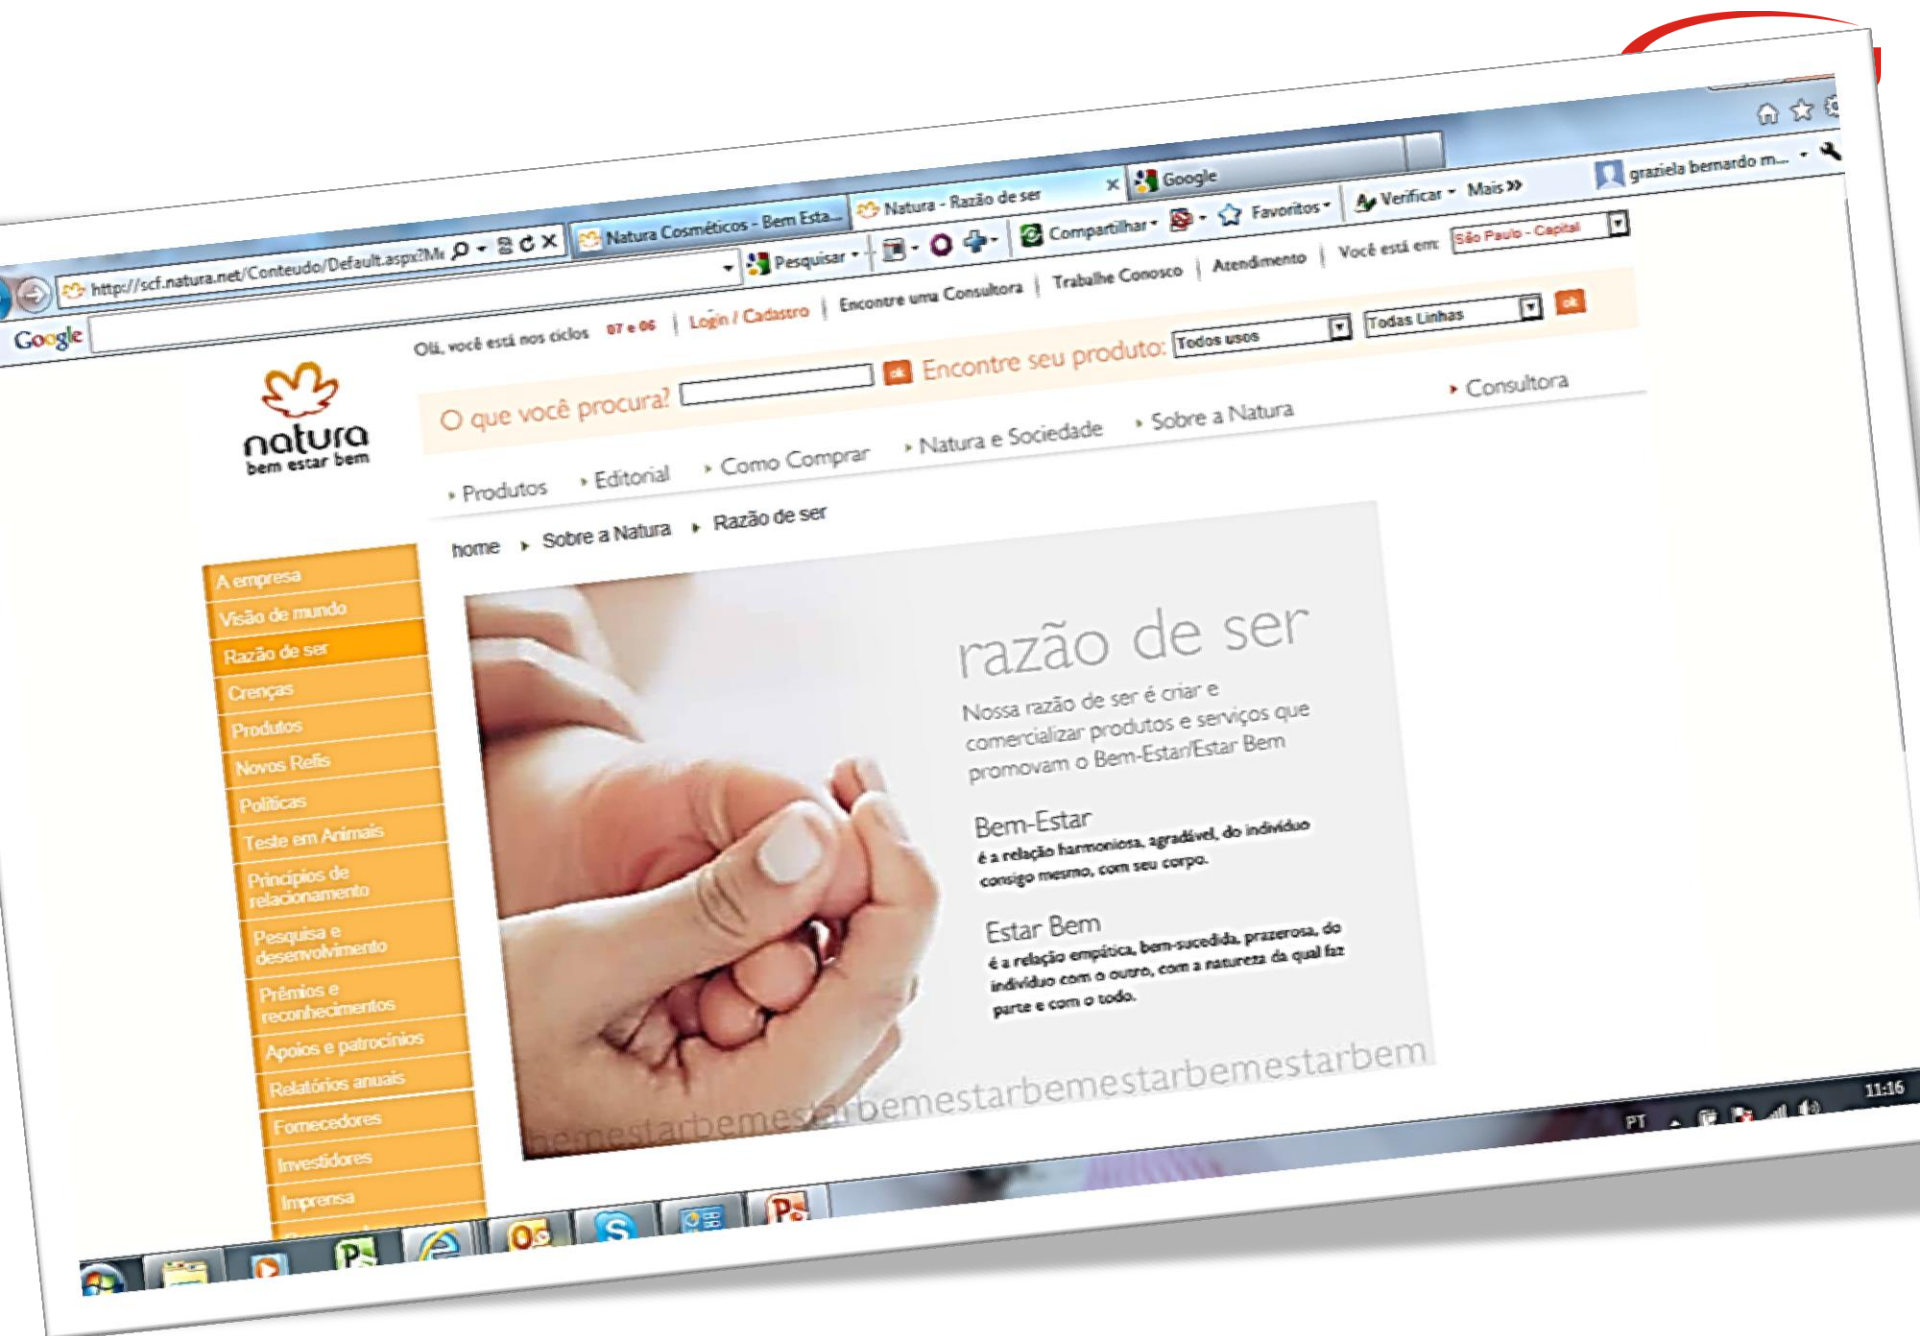 Natura Cosméticos - Bem Esta...
Natura - Razão de ser
Google
http://scf.natura.net/Conteudo/Default.aspx?Me
Google
Pesquisar
Compartilhar
Favoritos
Verificar
Mais
graziela bernardo m...
Olá, você está nos ciclos 07 e 06 | Login / Cadastro | Encontre uma Consultora | Trabalhe Conosco | Atendimento | Você está em: São Paulo - Capital
natura
bem estar bem
O que você procura? ok Encontre seu produto: Todos usos Todas Linhas ok
Produtos Editorial Como Comprar Natura e Sociedade Sobre a Natura Consultora
home Sobre a Natura Razão de ser
A empresa
Visão de mundo
Razão de ser
Crenças
Produtos
Novos Refis
Políticas
Teste em Animais
Princípios de
relacionamento
Pesquisa e
desenvolvimento
Prêmios e
reconhecimentos
Apoios e patrocínios
Relatórios anuais
Fornecedores
Investidores
Imprensa
razão de ser
Nossa razão de ser é criar e
comercializar produtos e serviços que
promovam o Bem-Estar/Estar Bem
Bem-Estar
é a relação harmoniosa, agradável, do indivíduo
consigo mesmo, com seu corpo.
Estar Bem
é a relação empática, bem-sucedida, prazerosa, do
indivíduo com o outro, com a natureza da qual faz
parte e com o todo.
bemestarbemestarbemestarbemestarbem
PT
11:16